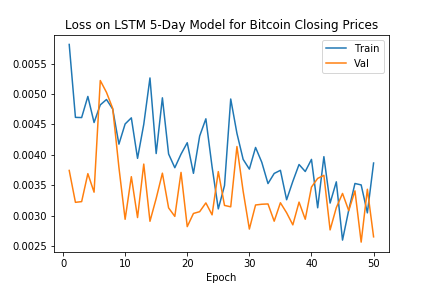 Loss on LSTM 5-Day Model for Bitcoin Closing Prices
Train
Val
0.0055
0.0050
0.0045
0.0040
0.0035
0.0030
0.0025
0 10 20 30 40 50
Epoch